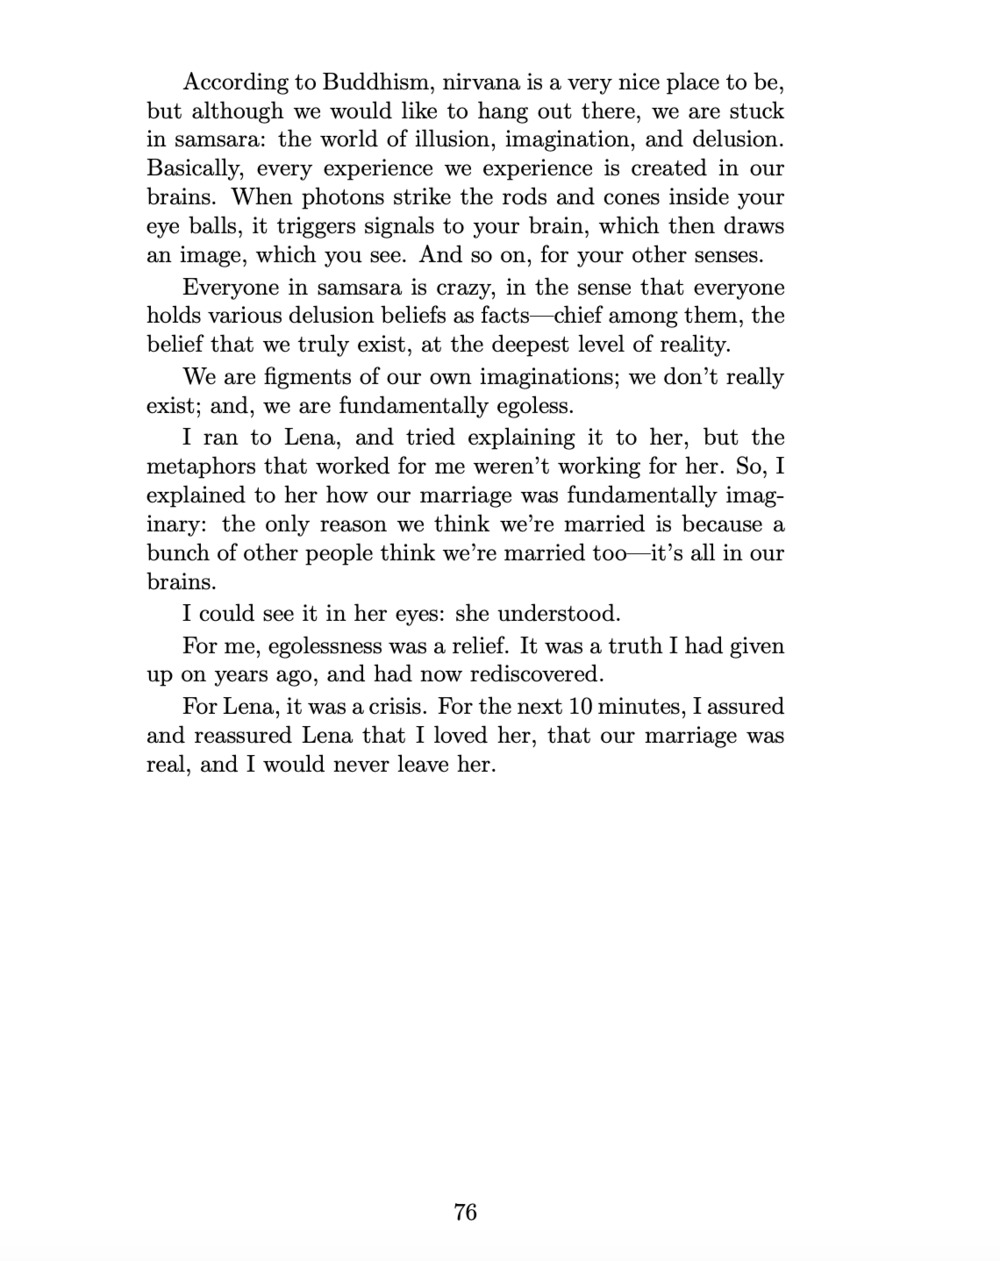 According to Buddhism, nirvana is a very nice place to be,
but although we would like to hang out there, we are stuck
in samsara: the world of illusion, imagination, and delusion.
Basically, every experience we experience is created in our
brains. When photons strike the rods and cones inside your
eye balls, it triggers signals to your brain, which then draws
an image, which you see. And so on, for your other senses.
Everyone in samsara is crazy, in the sense that everyone
holds various delusion beliefs as facts—chief among them, the
belief that we truly exist, at the deepest level of reality.
We are figments of our own imaginations; we don't really
exist; and, we are fundamentally egoless.
I ran to Lena, and tried explaining it to her, but the
metaphors that worked for me weren't working for her. So, I
explained to her how our marriage was fundamentally imag-
inary: the only reason we think we're married is because a
bunch of other people think we're married too—it's all in our
brains.
I could see it in her eyes: she understood.
For me, egolessness was a relief. It was a truth I had given
up on years ago, and had now rediscovered.
For Lena, it was a crisis. For the next 10 minutes, I assured
and reassured Lena that I loved her, that our marriage was
real, and I would never leave her.
76